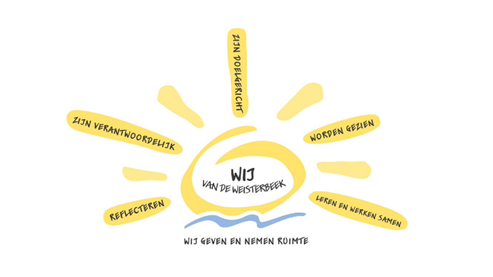 ZIJN DOELGERICHT
ZIJN VERANTWOORDELIJK
WORDEN GEZIEN
WIJ
VAN DE WEISTERBEEK
REFLECTEREN
LEREN EN WERKEN SAMEN
WIJ GEVEN EN NEMEN RUIMTE